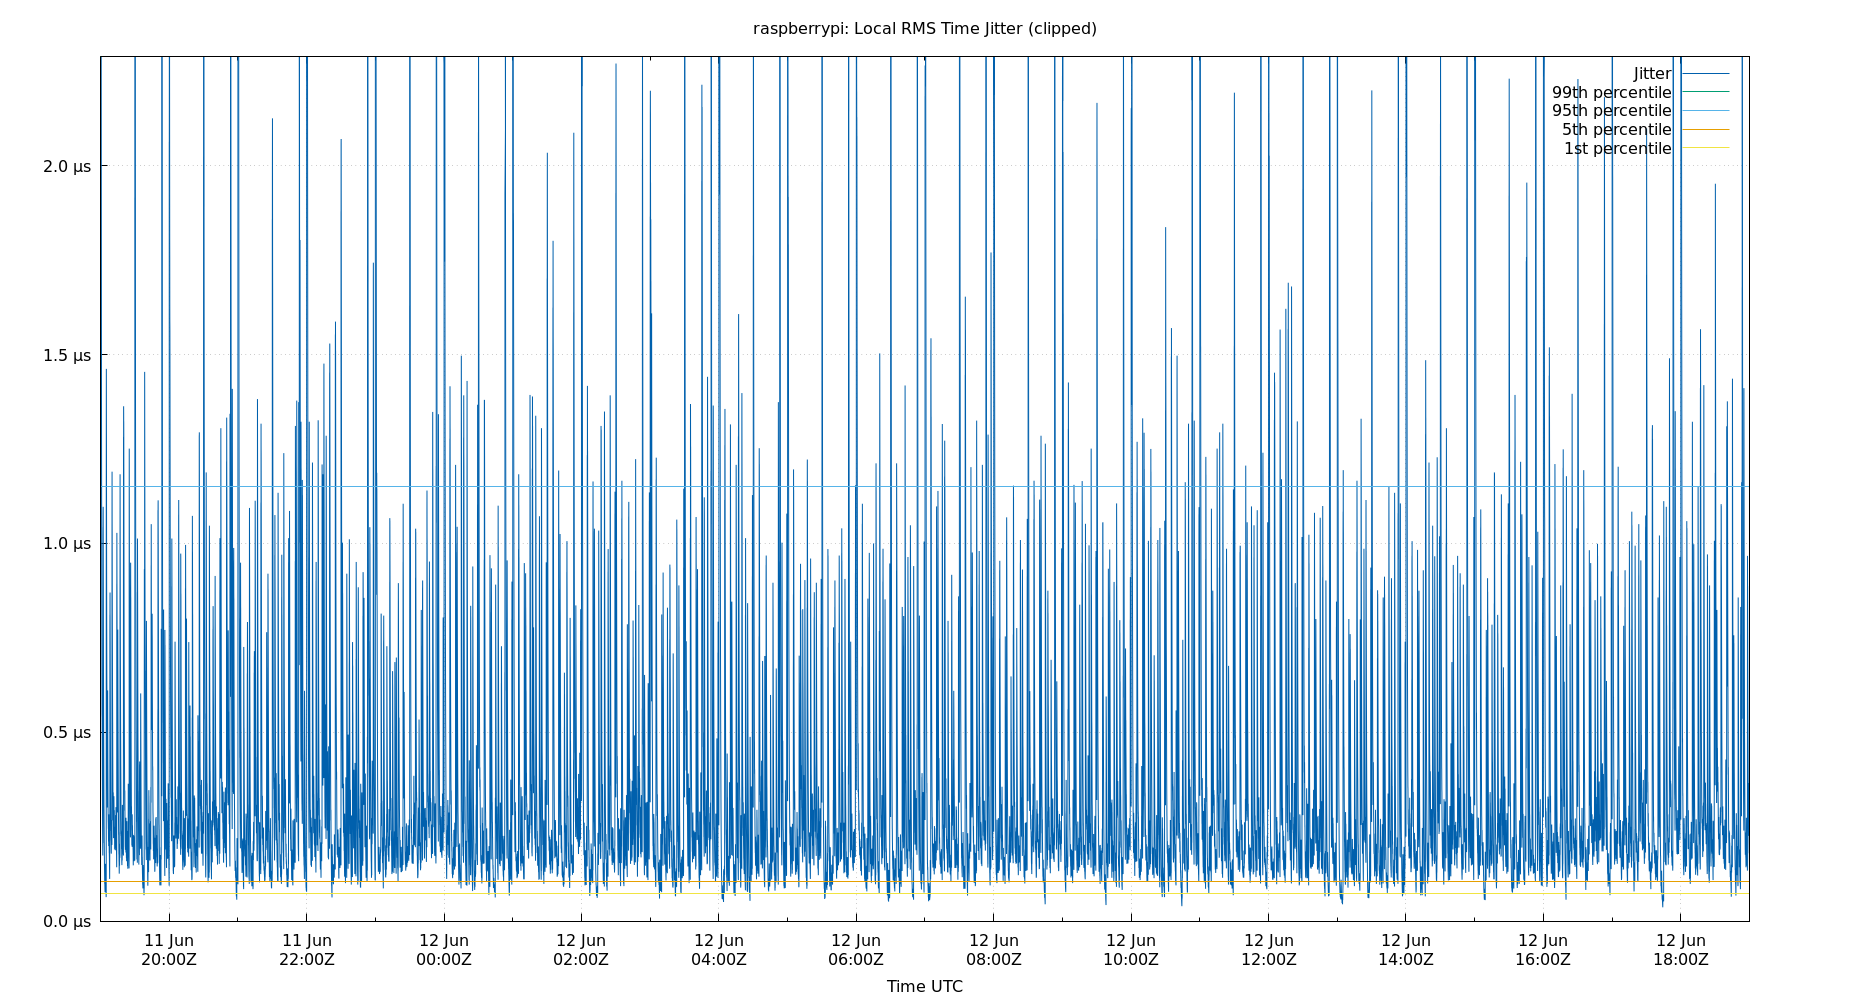 raspberrypi: Local RMS Time Jitter (clipped)
Jitter
99th percentile
95th percentile
5th percentile
1st percentile
2.0 µs
1.5 µs
1.0 µs
0.5 µs
0.0 µs
11 Jun 11 Jun 12 Jun 12 Jun 12 Jun 12 Jun 12 Jun 12 Jun 12 Jun 12 Jun 12 Jun 12 Jun
20:00Z 22:00Z 00:00Z 02:00Z 04:00Z 06:00Z 08:00Z 10:00Z 12:00Z 14:00Z 16:00Z 18:00Z
Time UTC